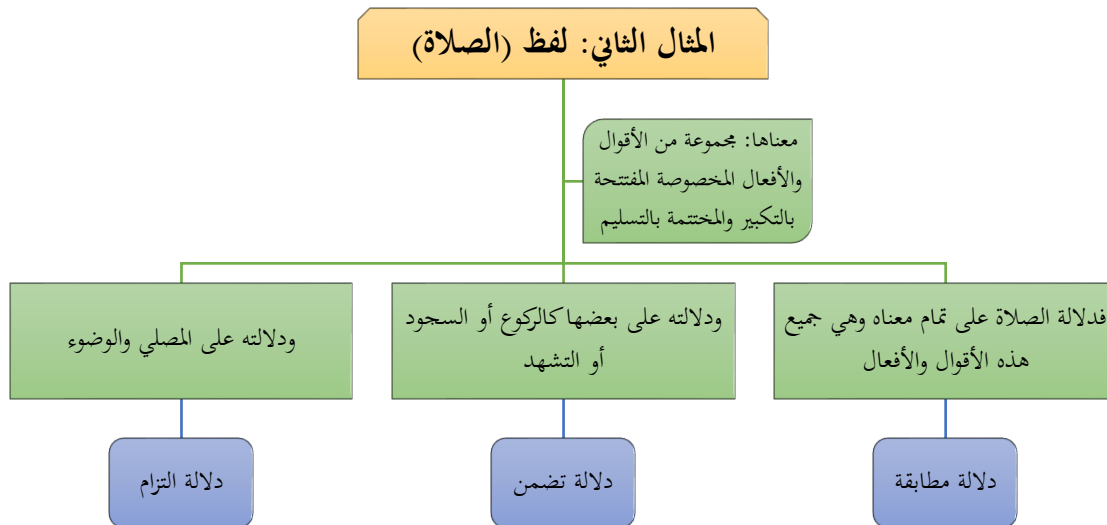 المثال الثاني: لفظ (الصلاة)
معناها: مجموعة من الأقوال
والأفعال المخصوصة المفتتحة
بالتكبير والمختتمة بالتسليم
فدلالة الصلاة على تمام معناه وهي جميع
هذه الأقوال والأفعال
ودلالته على بعضها كالركوع أو السجود
أو التشهد
ودلالته على المصلي والوضوء
دلالة مطابقة
دلالة تضمن
دلالة التزام